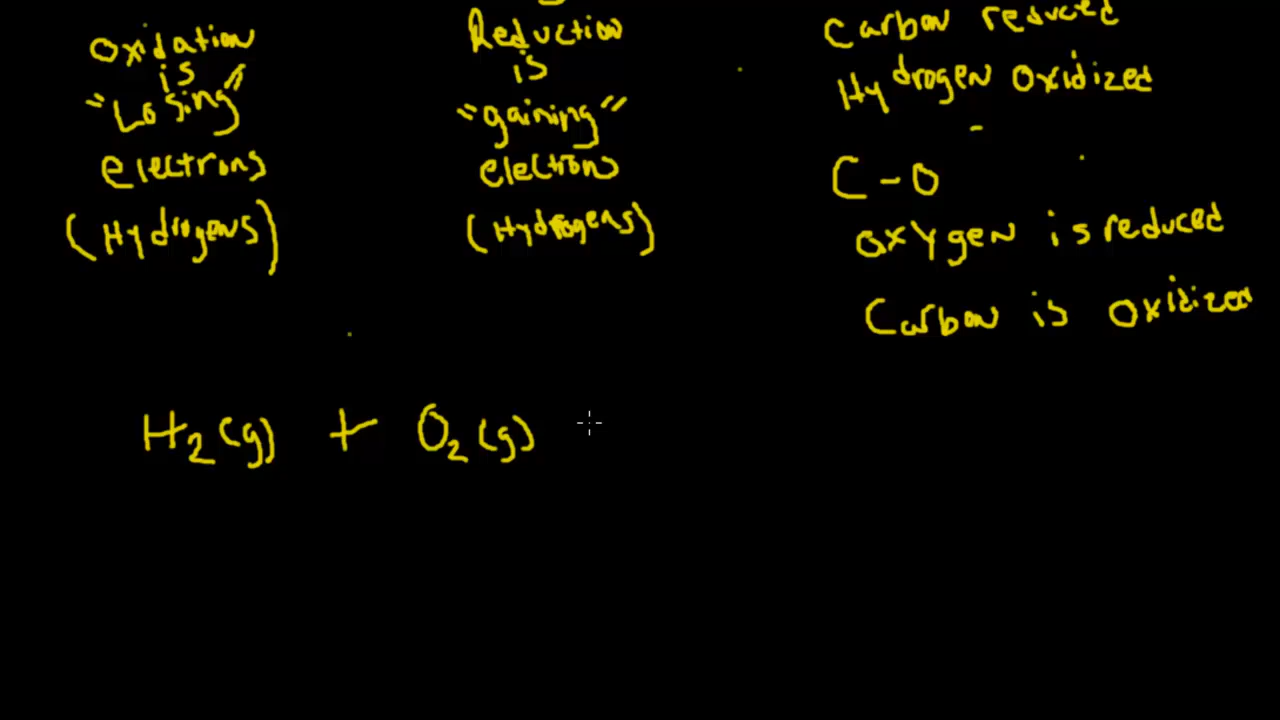 Oxidation
is
"Losing"
electrons
(Hydrogens)
Reduction
is
"gaining"
electrons
(Hydrogens)
Carbon reduced
Hydrogen oxidized
C-O
oxygen is reduced
Carbon is oxidized
H2(g) + O2(g)